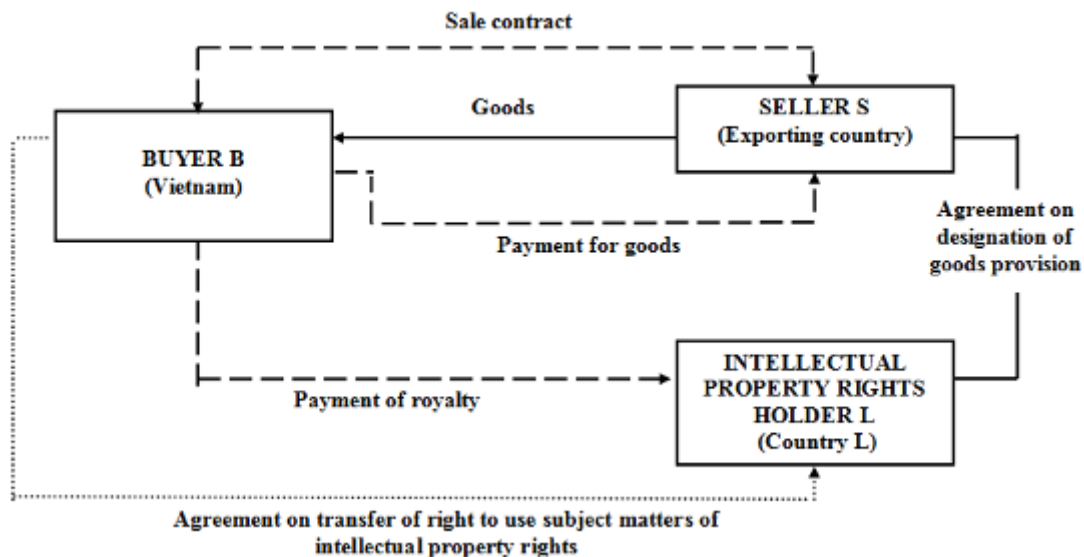 Sale contract
Goods
SELLER S
(Exporting country)
BUYER B
(Vietnam)
Payment for goods
Agreement on
designation of
goods provision
INTELLECTUAL
PROPERTY RIGHTS
HOLDER L
(Country L)
Payment of royalty
Agreement on transfer of right to use subject matters of
intellectual property rights